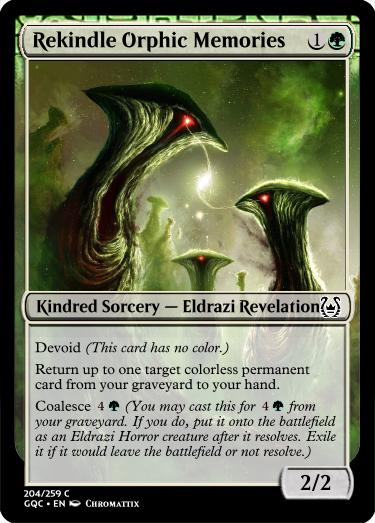 Rekindle Orphic Memories 1
Kindred Sorcery — Eldrazi Revelation
Devoid (This card has no color.)
Return up to one target colorless permanent
card from your graveyard to your hand.
Coalesce 4 (You may cast this for 4 from
your graveyard. If you do, put it onto the battlefield
as an Eldrazi Horror creature after it resolves. Exile
it if it would leave the battlefield or not resolve.)
2/2
204/259 C
GQC • EN Chromattix